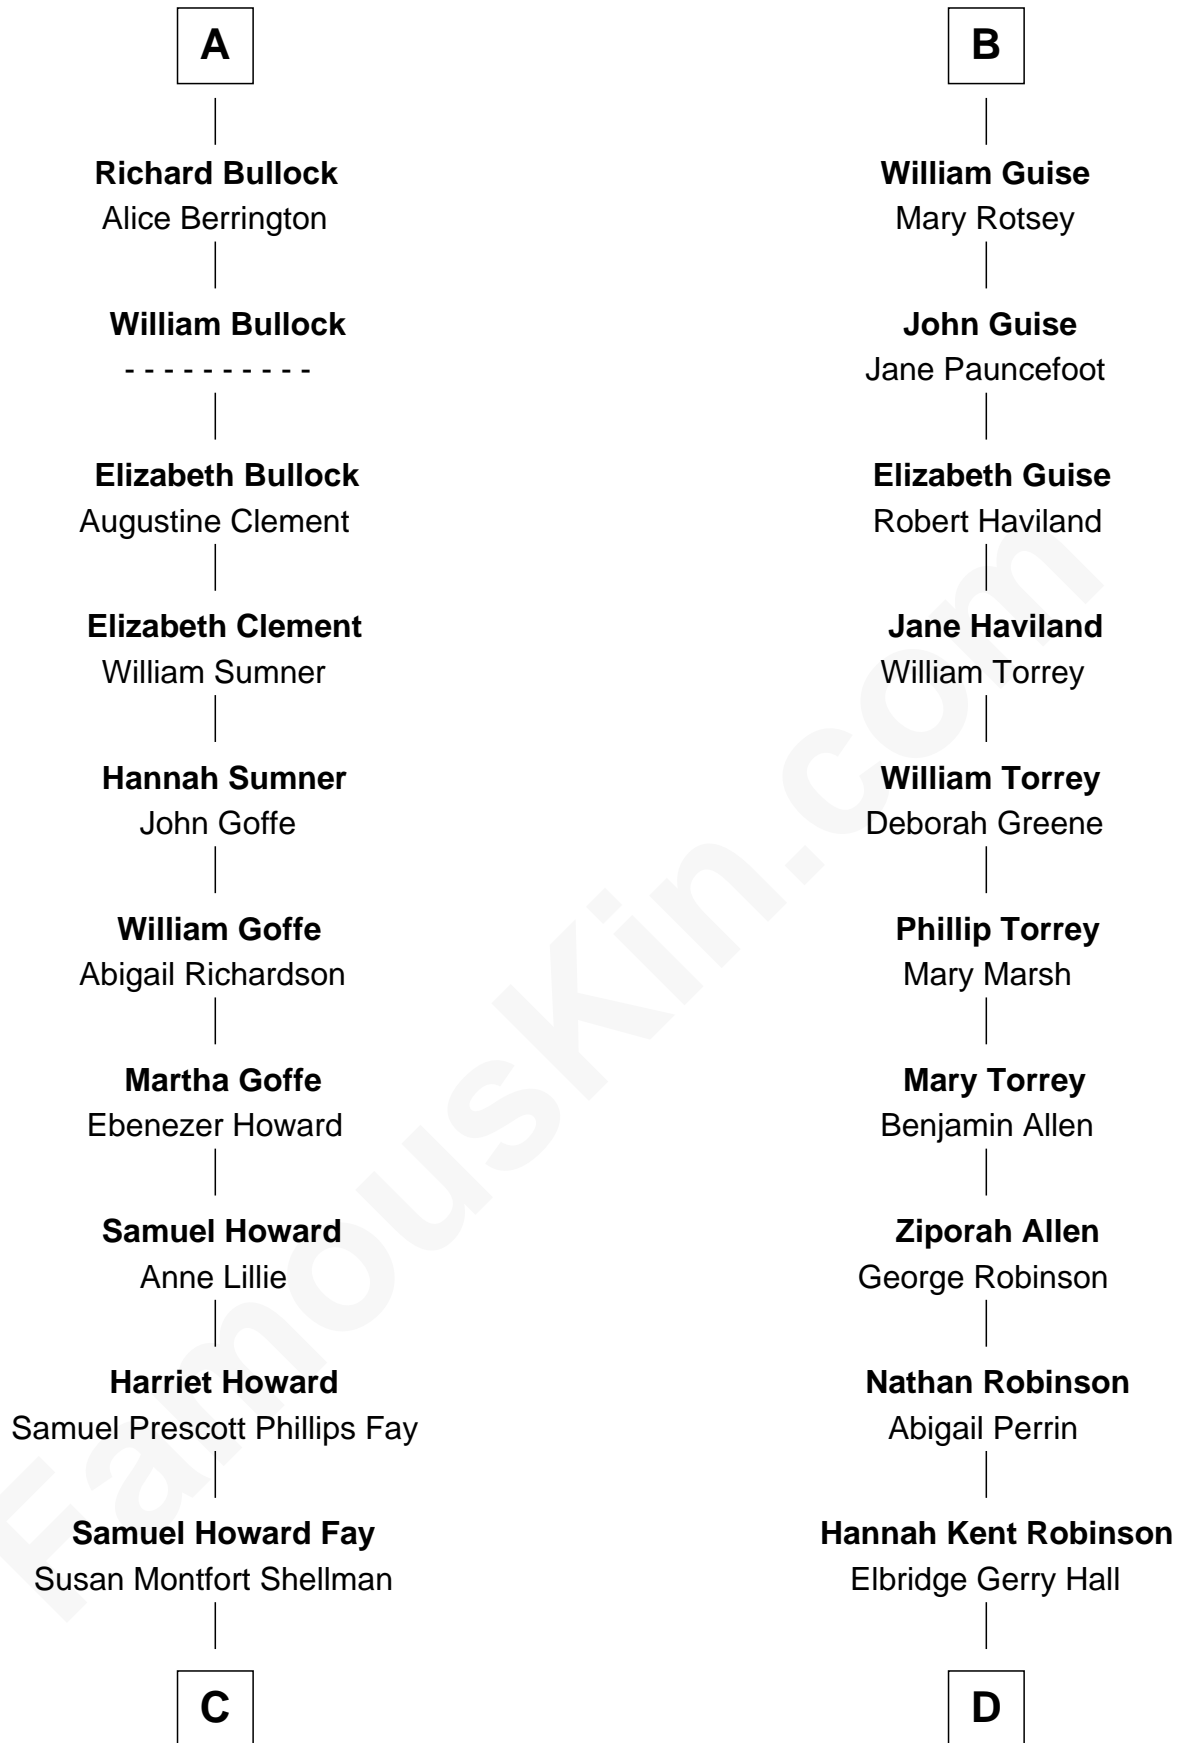 A
Richard Bullock
Alice Berrington
William Bullock
- - - - - - - - - -
Elizabeth Bullock
Augustine Clement
Elizabeth Clement
William Sumner
Hannah Sumner
John Goffe
William Goffe
Abigail Richardson
Martha Goffe
Ebenezer Howard
Samuel Howard
Anne Lillie
Harriet Howard
Samuel Prescott Phillips Fay
Samuel Howard Fay
Susan Montfort Shellman
C
B
William Guise
Mary Rotsey
John Guise
Jane Pauncefoot
Elizabeth Guise
Robert Haviland
Jane Haviland
William Torrey
William Torrey
Deborah Greene
Phillip Torrey
Mary Marsh
Mary Torrey
Benjamin Allen
Ziporah Allen
George Robinson
Nathan Robinson
Abigail Perrin
Hannah Kent Robinson
Elbridge Gerry Hall
D
FamousKin.com